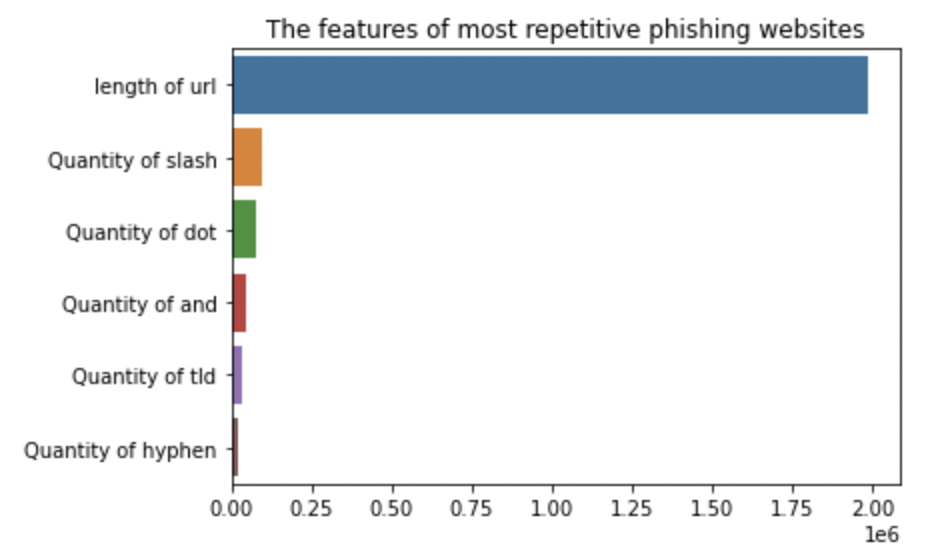 The features of most repetitive phishing websites
length of url
Quantity of slash
Quantity of dot
Quantity of and
Quantity of tld
Quantity of hyphen
0.00 0.25 0.50 0.75 1.00 1.25 1.50 1.75 2.00
1e6